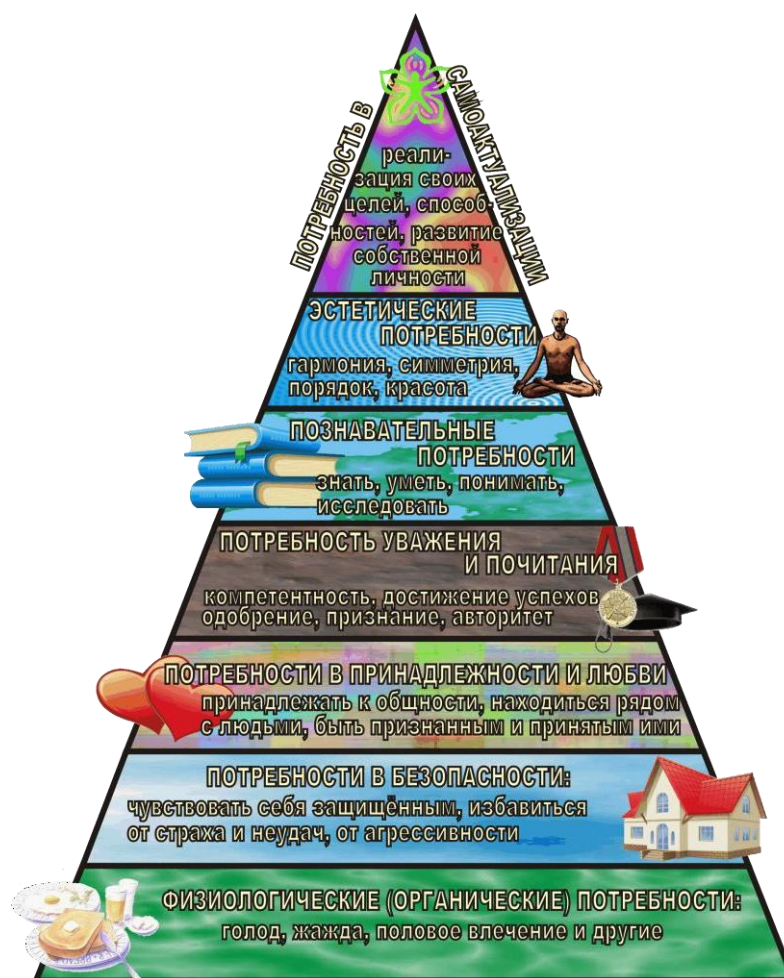 ПОТРЕБНОСТЬ В
САМОАКТУАЛИЗАЦИИ
реали-
зация своих
целей, способ-
ностей, развитие
собственной
личности
ЭСТЕТИЧЕСКИЕ
ПОТРЕБНОСТИ
гармония, симметрия,
порядок, красота
ПОЗНАВАТЕЛЬНЫЕ
ПОТРЕБНОСТИ
знать, уметь, понимать,
исследовать
ПОТРЕБНОСТЬ УВАЖЕНИЯ
И ПОЧИТАНИЯ
компетентность, достижение успехов
одобрение, признание, авторитет
ПОТРЕБНОСТИ В ПРИНАДЛЕЖНОСТИ И ЛЮБВИ
принадлежать к общности, находиться рядом
с людьми, быть признанным и принятым ими
ПОТРЕБНОСТИ В БЕЗОПАСНОСТИ:
чувствовать себя защищённым, избавиться
от страха и неудач, от агрессивности
ФИЗИОЛОГИЧЕСКИЕ (ОРГАНИЧЕСКИЕ) ПОТРЕБНОСТИ:
голод, жажда, половое влечение и другие